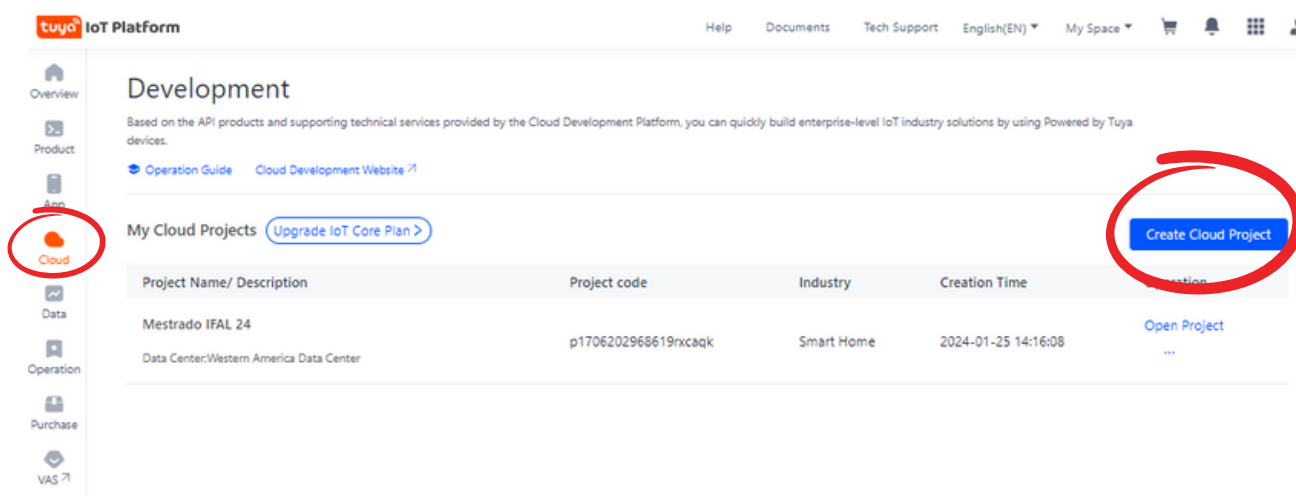 tuya IoT Platform
Help Documents Tech Support English(EN) My Space
Overview
Product
App
Cloud
Data
Operation
Purchase
VAS
Development
Based on the API products and supporting technical services provided by the Cloud Development Platform, you can quickly build enterprise-level IoT industry solutions by using Powered by Tuya
devices.
Operation Guide Cloud Development Website
My Cloud Projects Upgrade IoT Core Plan > Create Cloud Project
Project Name/ Description Project code Industry Creation Time Operation
Mestrado IFAL 24 Open Project
p1706202968619rxcaqk Smart Home 2024-01-25 14:16:08
Data Center:Western America Data Center ...